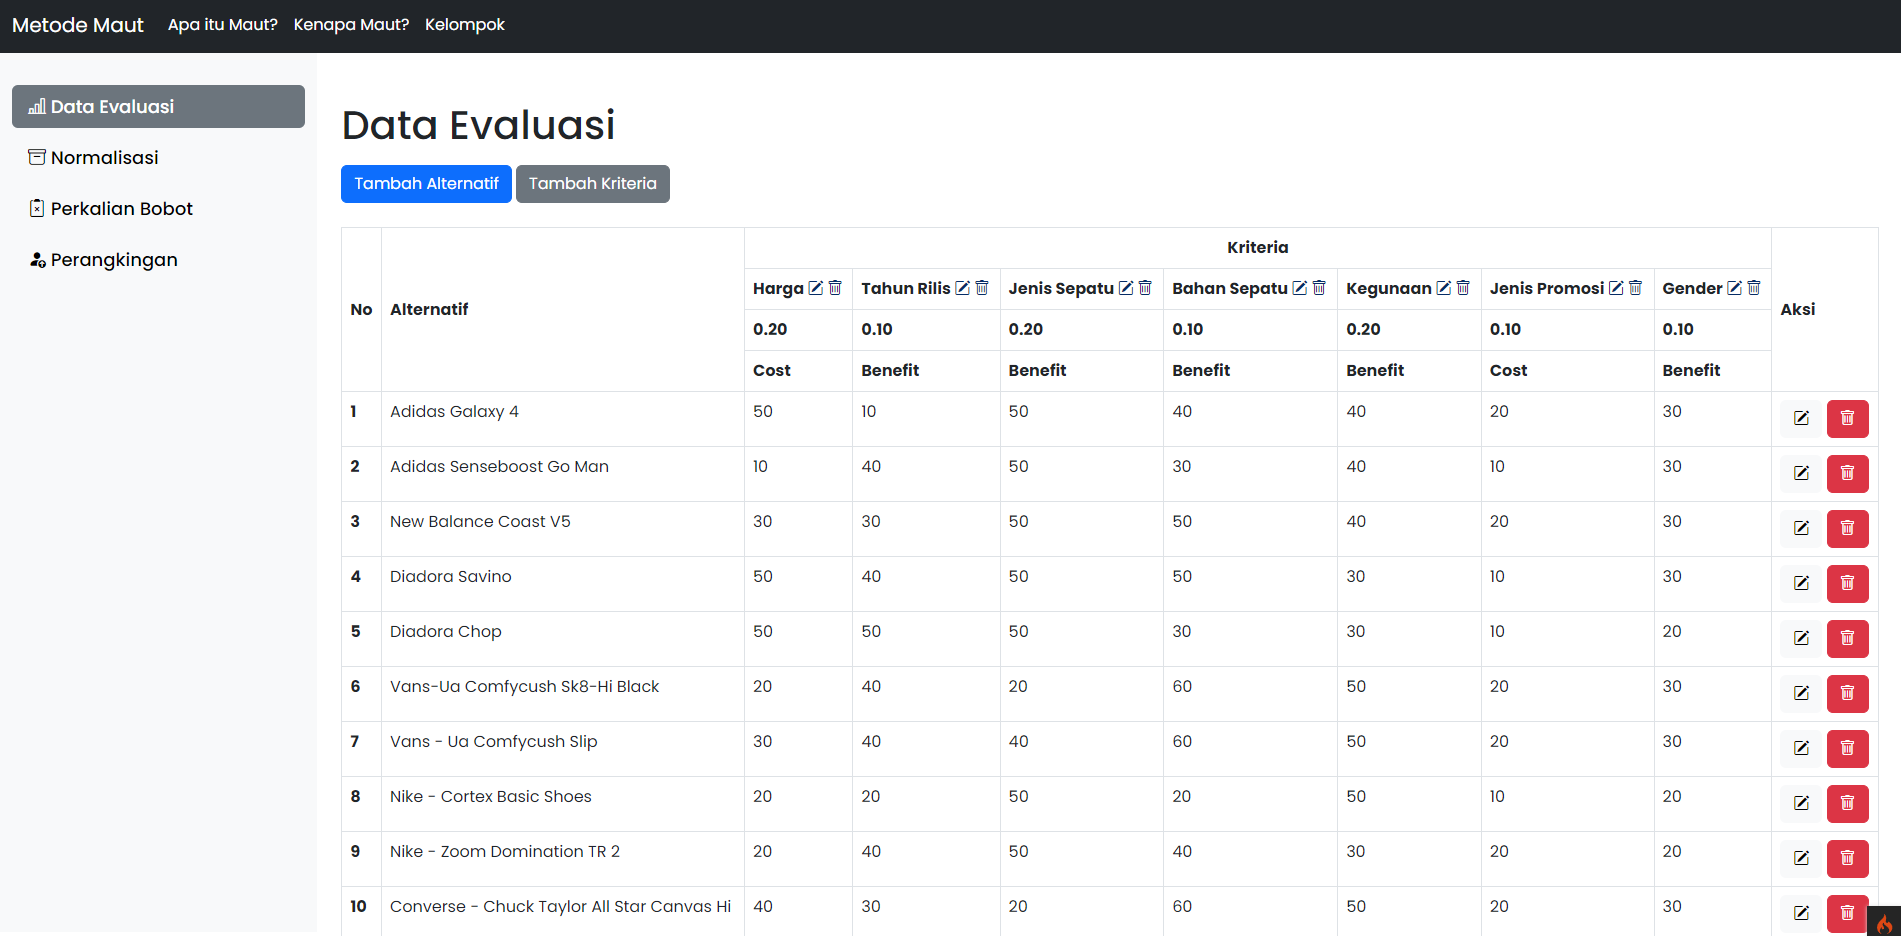 Metode Maut Apa itu Maut? Kenapa Maut? Kelompok
Data Evaluasi
Normalisasi
Perkalian Bobot
Perangkingan
Data Evaluasi
Tambah Alternatif Tambah Kriteria
No Alternatif Kriteria Aksi
Harga Tahun Rilis Jenis Sepatu Bahan Sepatu Kegunaan Jenis Promosi Gender
0.20 0.10 0.20 0.10 0.20 0.10 0.10
Cost Benefit Benefit Benefit Benefit Cost Benefit
1 Adidas Galaxy 4 50 10 50 40 40 20 30
2 Adidas Senseboost Go Man 10 40 50 30 40 10 30
3 New Balance Coast V5 30 30 50 50 40 20 30
4 Diadora Savino 50 40 50 50 30 10 30
5 Diadora Chop 50 50 50 30 30 10 20
6 Vans-Ua Comfycush Sk8-Hi Black 20 40 20 60 50 20 30
7 Vans - Ua Comfycush Slip 30 40 40 60 50 20 30
8 Nike - Cortex Basic Shoes 20 20 50 20 50 10 20
9 Nike - Zoom Domination TR 2 20 40 50 40 30 20 20
10 Converse - Chuck Taylor All Star Canvas Hi 40 30 20 60 50 20 30